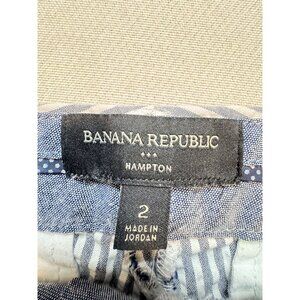 BANANA REPUBLIC
HAMPTON
2
MADE IN
JORDAN